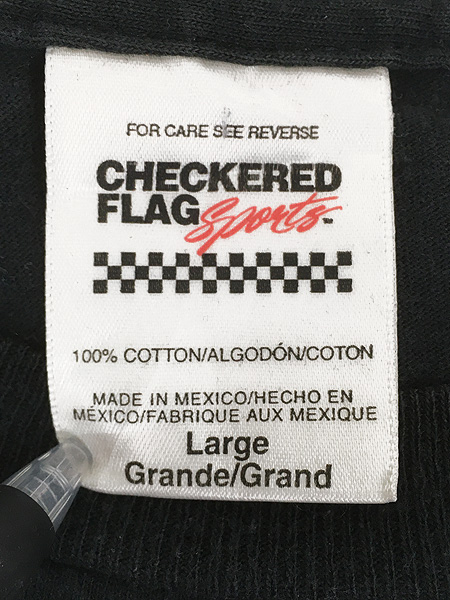 FOR CARE SEE REVERSE
CHECKERED
FLAG Sports™
100% COTTON/ALGODÓN/COTON
MADE IN MEXICO/HECHO EN
MÉXICO/FABRIQUE AUX MEXIQUE
Large
Grande/Grand